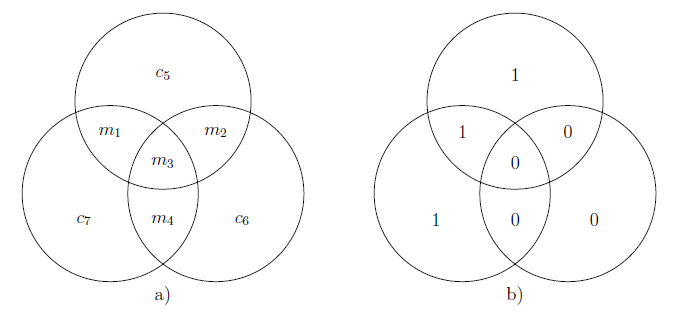 c₅ 1
m₁ m₂ 1 0
m₃ 0
c₇ m₄ c₆ 1 0 0
a) b)